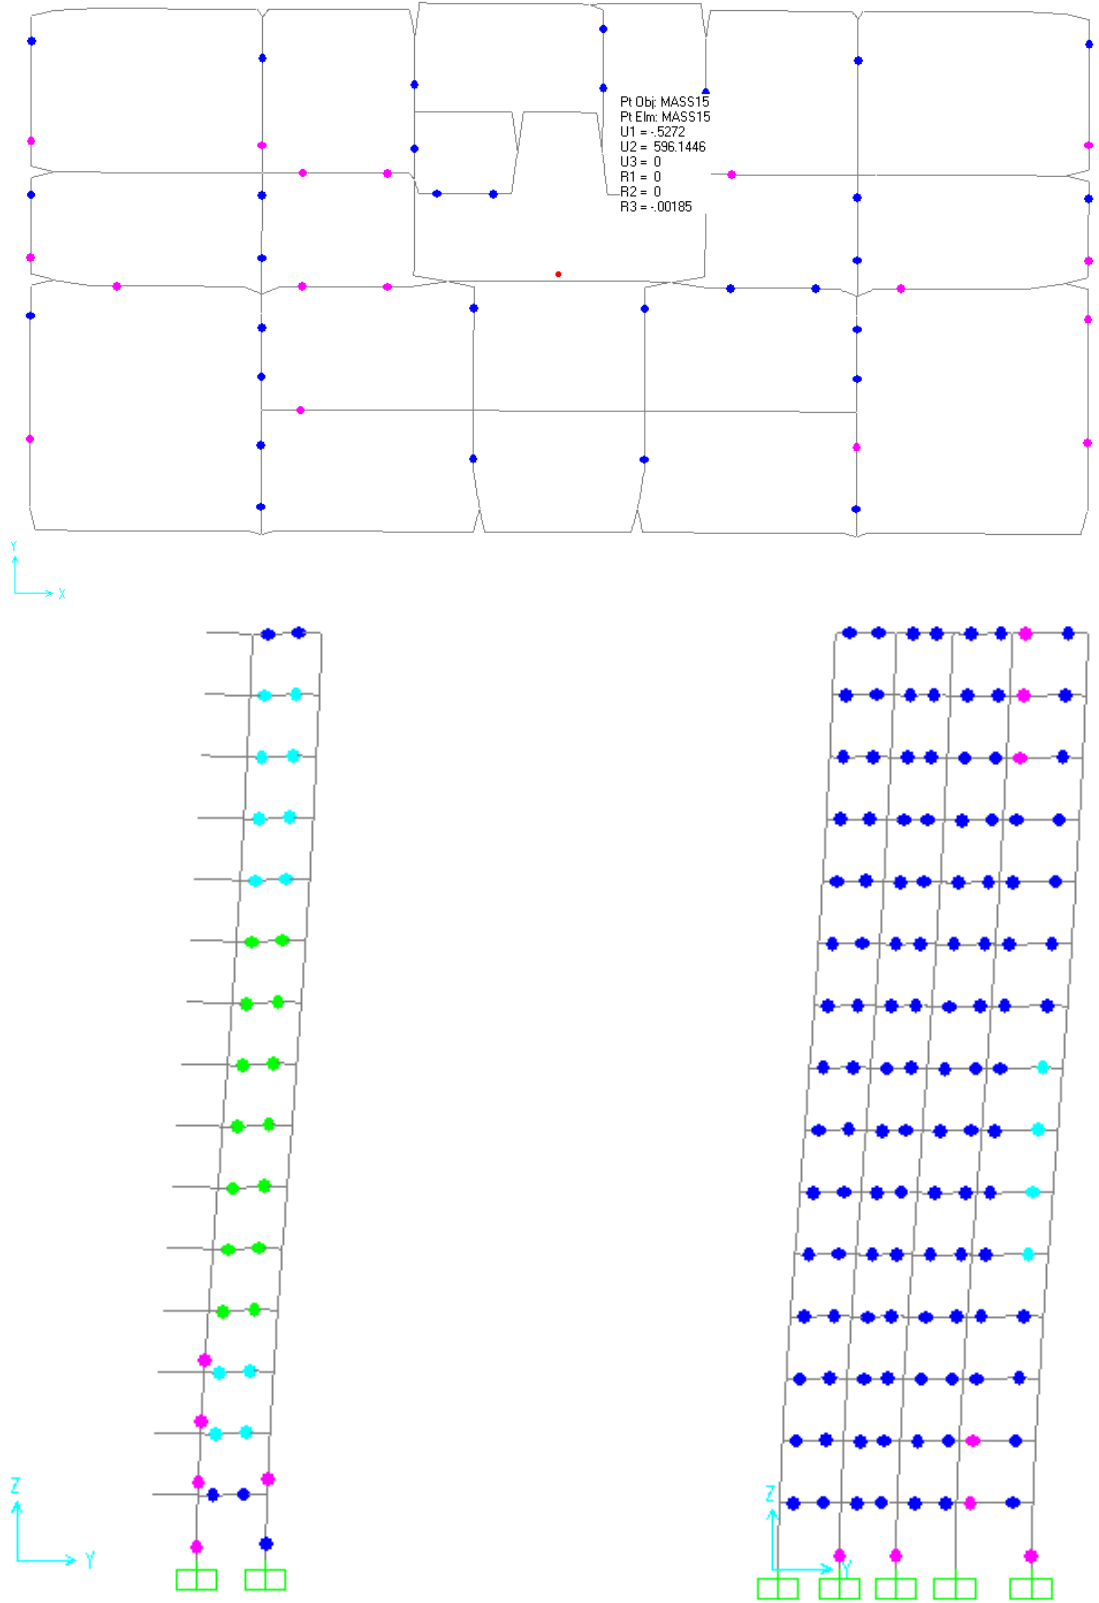 Pt Obj: MASS15
Pt Elm: MASS15
U1 = -.5272
U2 = 596.1446
U3 = 0
R1 = 0
R2 = 0
R3 = -.00185
Y
X
Z
Y
Z
Y